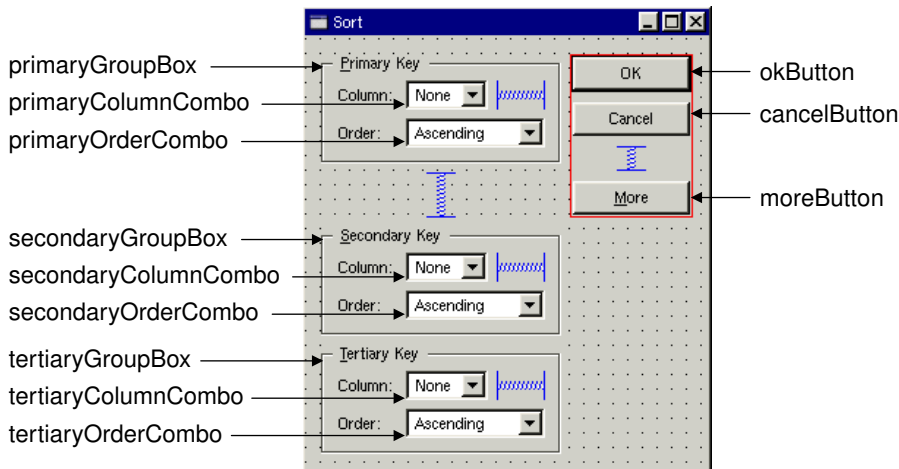 Sort
primaryGroupBox
Primary Key
OK
okButton
primaryColumnCombo
Column:
None
cancelButton
Cancel
primaryOrderCombo
Order:
Ascending
More
moreButton
secondaryGroupBox
Secondary Key
secondaryColumnCombo
Column:
None
secondaryOrderCombo
Order:
Ascending
tertiaryGroupBox
Tertiary Key
tertiaryColumnCombo
Column:
None
tertiaryOrderCombo
Order:
Ascending